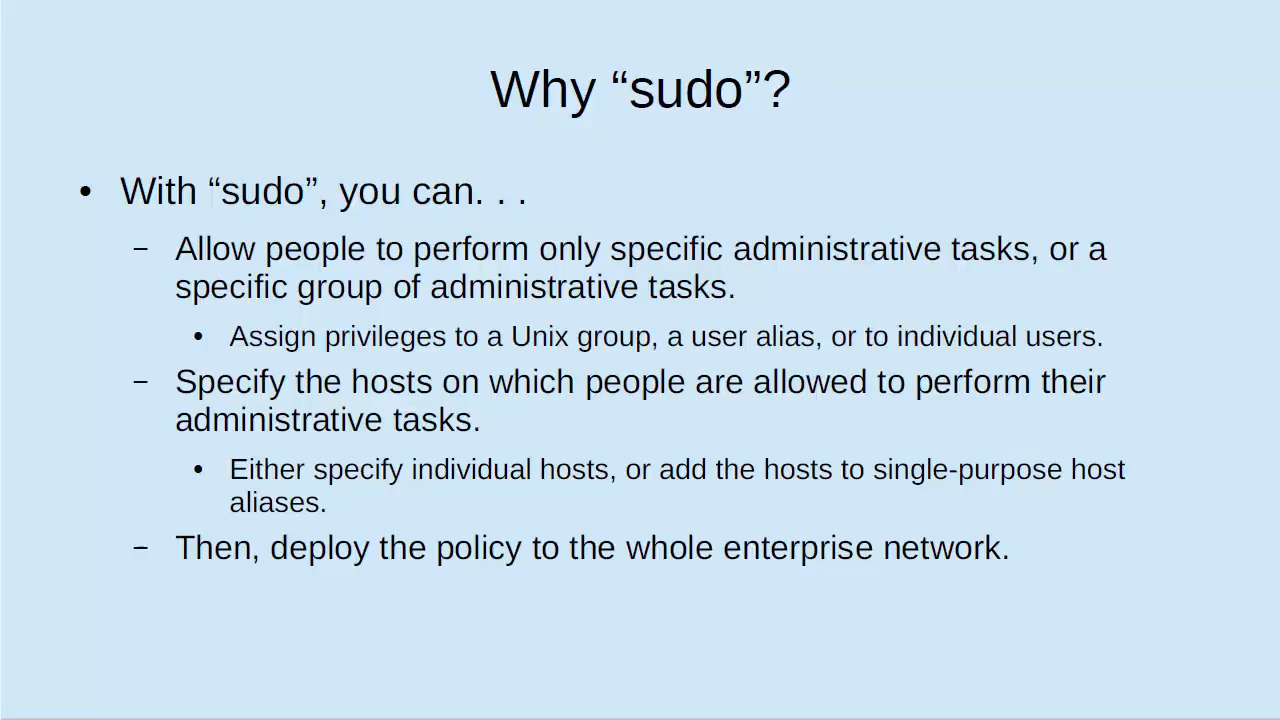 Why “sudo”?
• With “sudo”, you can. . .
– Allow people to perform only specific administrative tasks, or a
specific group of administrative tasks.
• Assign privileges to a Unix group, a user alias, or to individual users.
– Specify the hosts on which people are allowed to perform their
administrative tasks.
• Either specify individual hosts, or add the hosts to single-purpose host
aliases.
– Then, deploy the policy to the whole enterprise network.